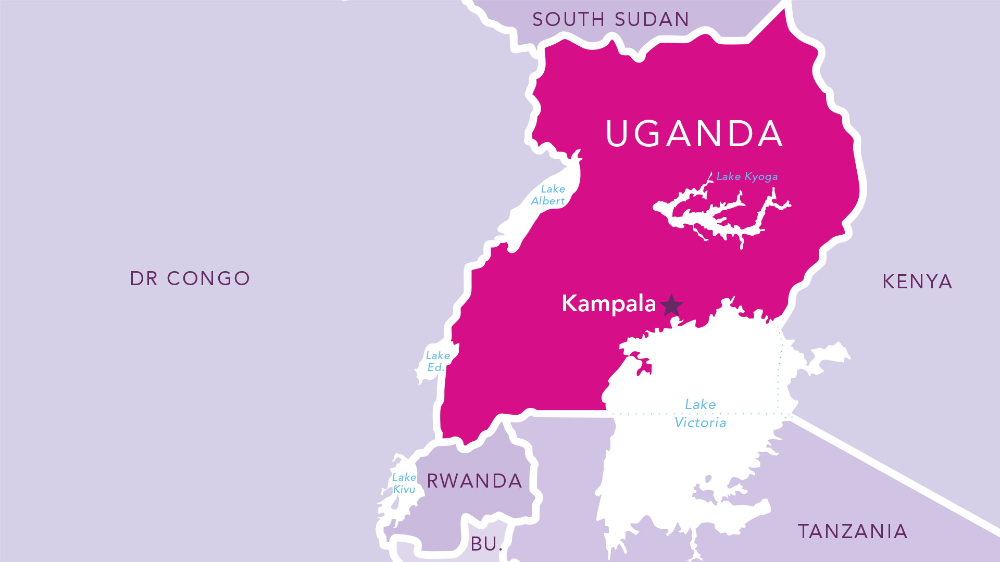 SOUTH SUDAN
UGANDA
Lake Kyoga
Lake
Albert
DR CONGO
KENYA
Kampala
Lake
Ed.
Lake
Victoria
Lake
Kivu
RWANDA
TANZANIA
BU.